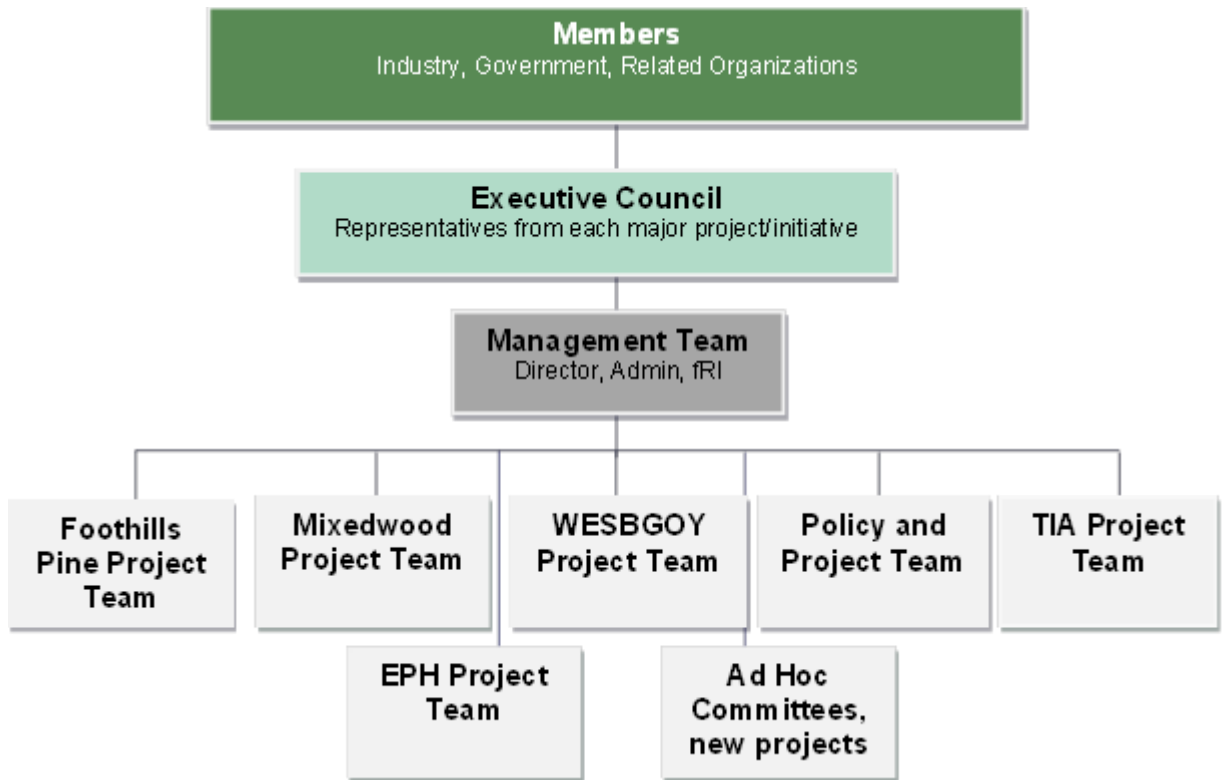 Members
Industry, Government, Related Organizations
Executive Council
Representatives from each major project/initiative
Management Team
Director, Admin, fRI
Foothills
Pine Project
Team
Mixedwood
Project Team
WESBGOY
Project Team
Policy and
Project Team
TIA Project
Team
EPH Project
Team
Ad Hoc
Committees,
new projects